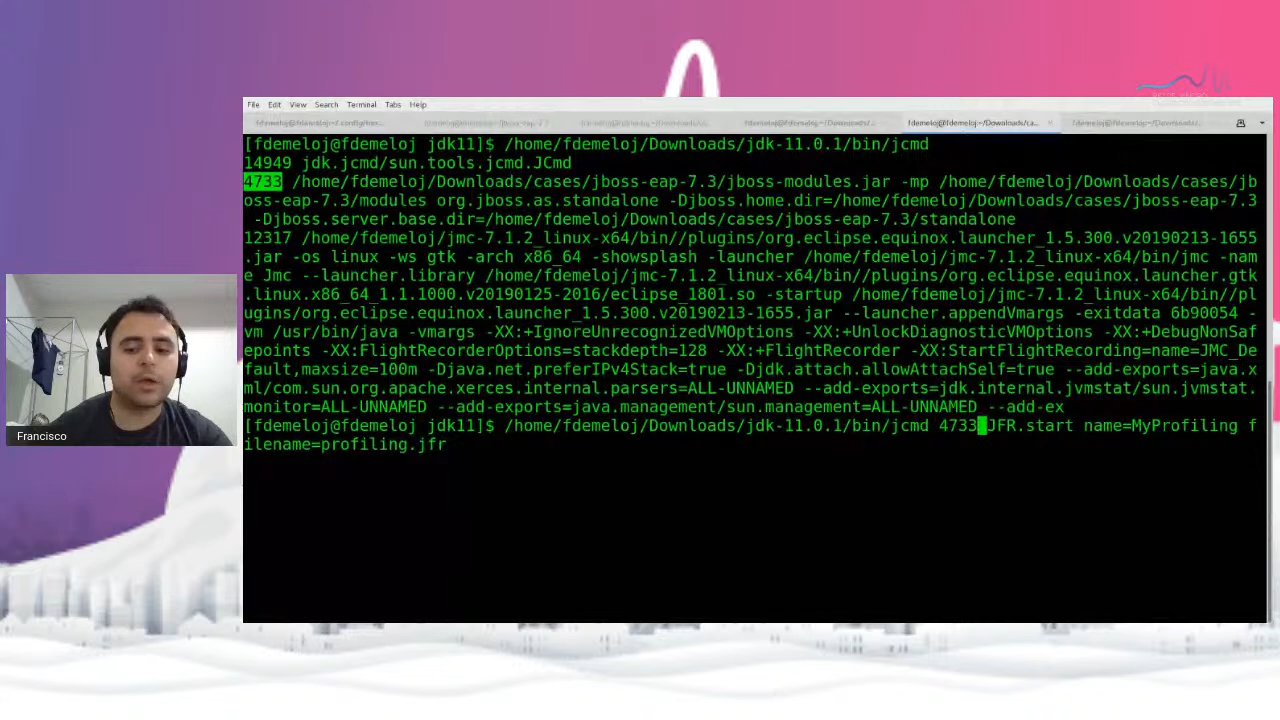 File Edit View Search Terminal Tabs Help
[fdemeloj@fdemeloj jdk11]$ /home/fdemeloj/Downloads/jdk-11.0.1/bin/jcmd
14949 jdk.jcmd/sun.tools.jcmd.JCmd
4733 /home/fdemeloj/Downloads/cases/jboss-eap-7.3/jboss-modules.jar -mp /home/fdemeloj/Downloads/cases/jb
oss-eap-7.3/modules org.jboss.as.standalone -Djboss.home.dir=/home/fdemeloj/Downloads/cases/jboss-eap-7.3
-Djboss.server.base.dir=/home/fdemeloj/Downloads/cases/jboss-eap-7.3/standalone
12317 /home/fdemeloj/jmc-7.1.2_linux-x64/bin//plugins/org.eclipse.equinox.launcher_1.5.300.v20190213-1655
.jar -os linux -ws gtk -arch x86_64 -showsplash -launcher /home/fdemeloj/jmc-7.1.2_linux-x64/bin/jmc -nam
e Jmc --launcher.library /home/fdemeloj/jmc-7.1.2_linux-x64/bin//plugins/org.eclipse.equinox.launcher.gtk
.linux.x86_64_1.1.1000.v20190125-2016/eclipse_1801.so -startup /home/fdemeloj/jmc-7.1.2_linux-x64/bin//pl
ugins/org.eclipse.equinox.launcher_1.5.300.v20190213-1655.jar --launcher.appendVmargs -exitdata 6b90054 -
vm /usr/bin/java -vmargs -XX:+IgnoreUnrecognizedVMOptions -XX:+UnlockDiagnosticVMOptions -XX:+DebugNonSaf
epoints -XX:FlightRecorderOptions=stackdepth=128 -XX:+FlightRecorder -XX:StartFlightRecording=name=JMC_De
fault,maxsize=100m -Djava.net.preferIPv4Stack=true -Djdk.attach.allowAttachSelf=true --add-exports=java.x
ml/com.sun.org.apache.xerces.internal.parsers=ALL-UNNAMED --add-exports=jdk.internal.jvmstat/sun.jvmstat.
monitor=ALL-UNNAMED --add-exports=java.management/sun.management=ALL-UNNAMED --add-ex
[fdemeloj@fdemeloj jdk11]$ /home/fdemeloj/Downloads/jdk-11.0.1/bin/jcmd 4733 JFR.start name=MyProfiling f
ilename=profiling.jfr
Francisco